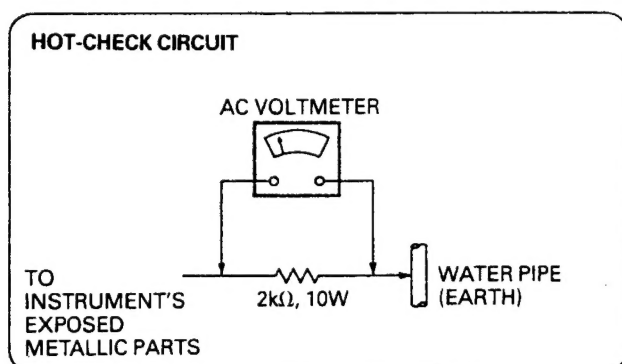 HOT-CHECK CIRCUIT
AC VOLTMETER
TO
INSTRUMENT'S
EXPOSED
METALLIC PARTS
2kΩ, 10W
WATER PIPE
(EARTH)